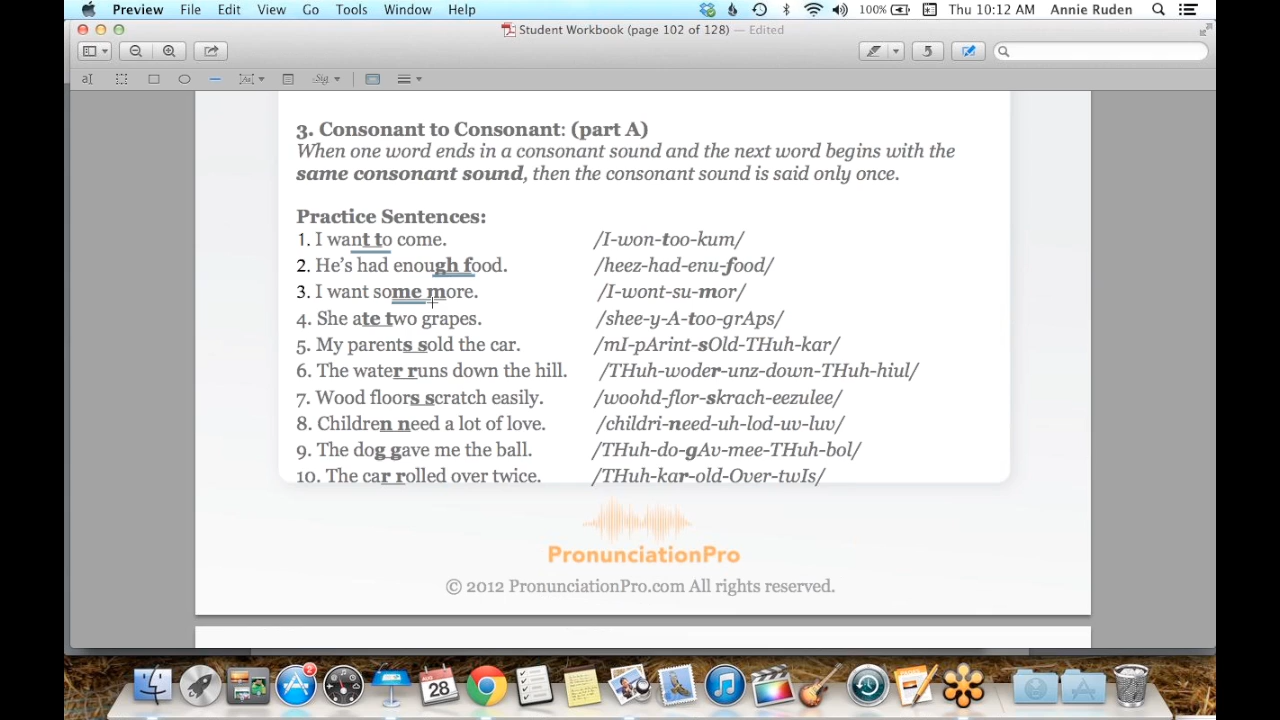 Preview File Edit View Go Tools Window Help 100% Thu 10:12 AM Annie Ruden
Student Workbook (page 102 of 128) — Edited
3. Consonant to Consonant: (part A)
When one word ends in a consonant sound and the next word begins with the
same consonant sound, then the consonant sound is said only once.
Practice Sentences:
1. I want to come. /I-won-too-kum/
2. He's had enough food. /heez-had-enu-food/
3. I want some more. /I-wont-su-mor/
4. She ate two grapes. /shee-y-A-too-grAps/
5. My parents sold the car. /mI-pArint-sOld-THuh-kar/
6. The water runs down the hill. /THuh-woder-unz-down-THuh-hiul/
7. Wood floors scratch easily. /woohd-flor-skrach-eezulee/
8. Children need a lot of love. /childri-need-uh-lod-uv-luv/
9. The dog gave me the ball. /THuh-do-gAv-mee-THuh-bol/
10. The car rolled over twice. /THuh-kar-old-Over-twIs/
PronunciationPro
© 2012 PronunciationPro.com All rights reserved.
2
AUG
28